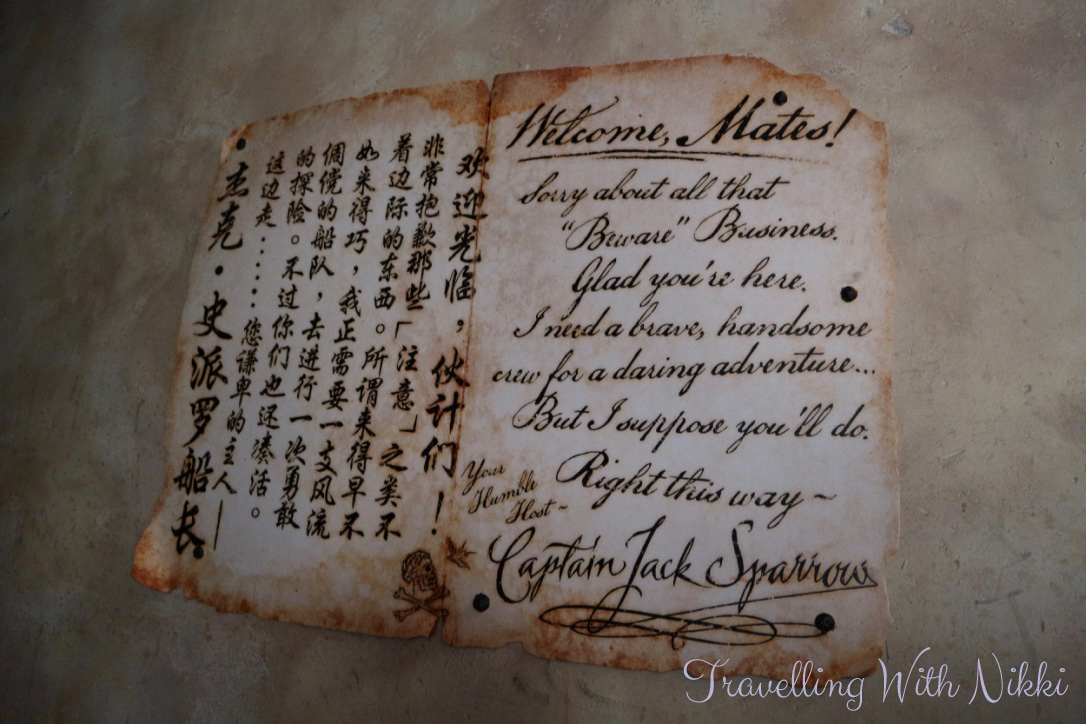 欢迎光临，伙计们！
非常抱歉那些「注意」之类不
着边际的东西。所谓来得早不
如来得巧，我正需要一支风流
倜傥的船队，去进行一次勇敢
的探险。不过你们也还凑活。
这边走……
您谦卑的主人—
杰克·史派罗船长
Welcome, Mates!
Sorry about all that
"Beware" Business.
Glad you're here.
I need a brave, handsome
crew for a daring adventure...
But I suppose you'll do.
Right this way ~
Your
Humble
Host ~
Captain Jack Sparrow
Travelling With Nikki